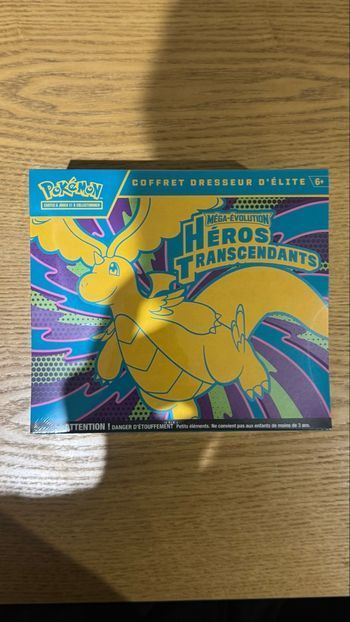 POKÉMON
CARTES À JOUER ET À COLLECTIONNER
COFFRET DRESSEUR D'ÉLITE 6+
MÉGA-ÉVOLUTION
HÉROS
TRANSCENDANTS
ATTENTION ! DANGER D'ÉTOUFFEMENT Petits éléments. Ne convient pas aux enfants de moins de 3 ans.